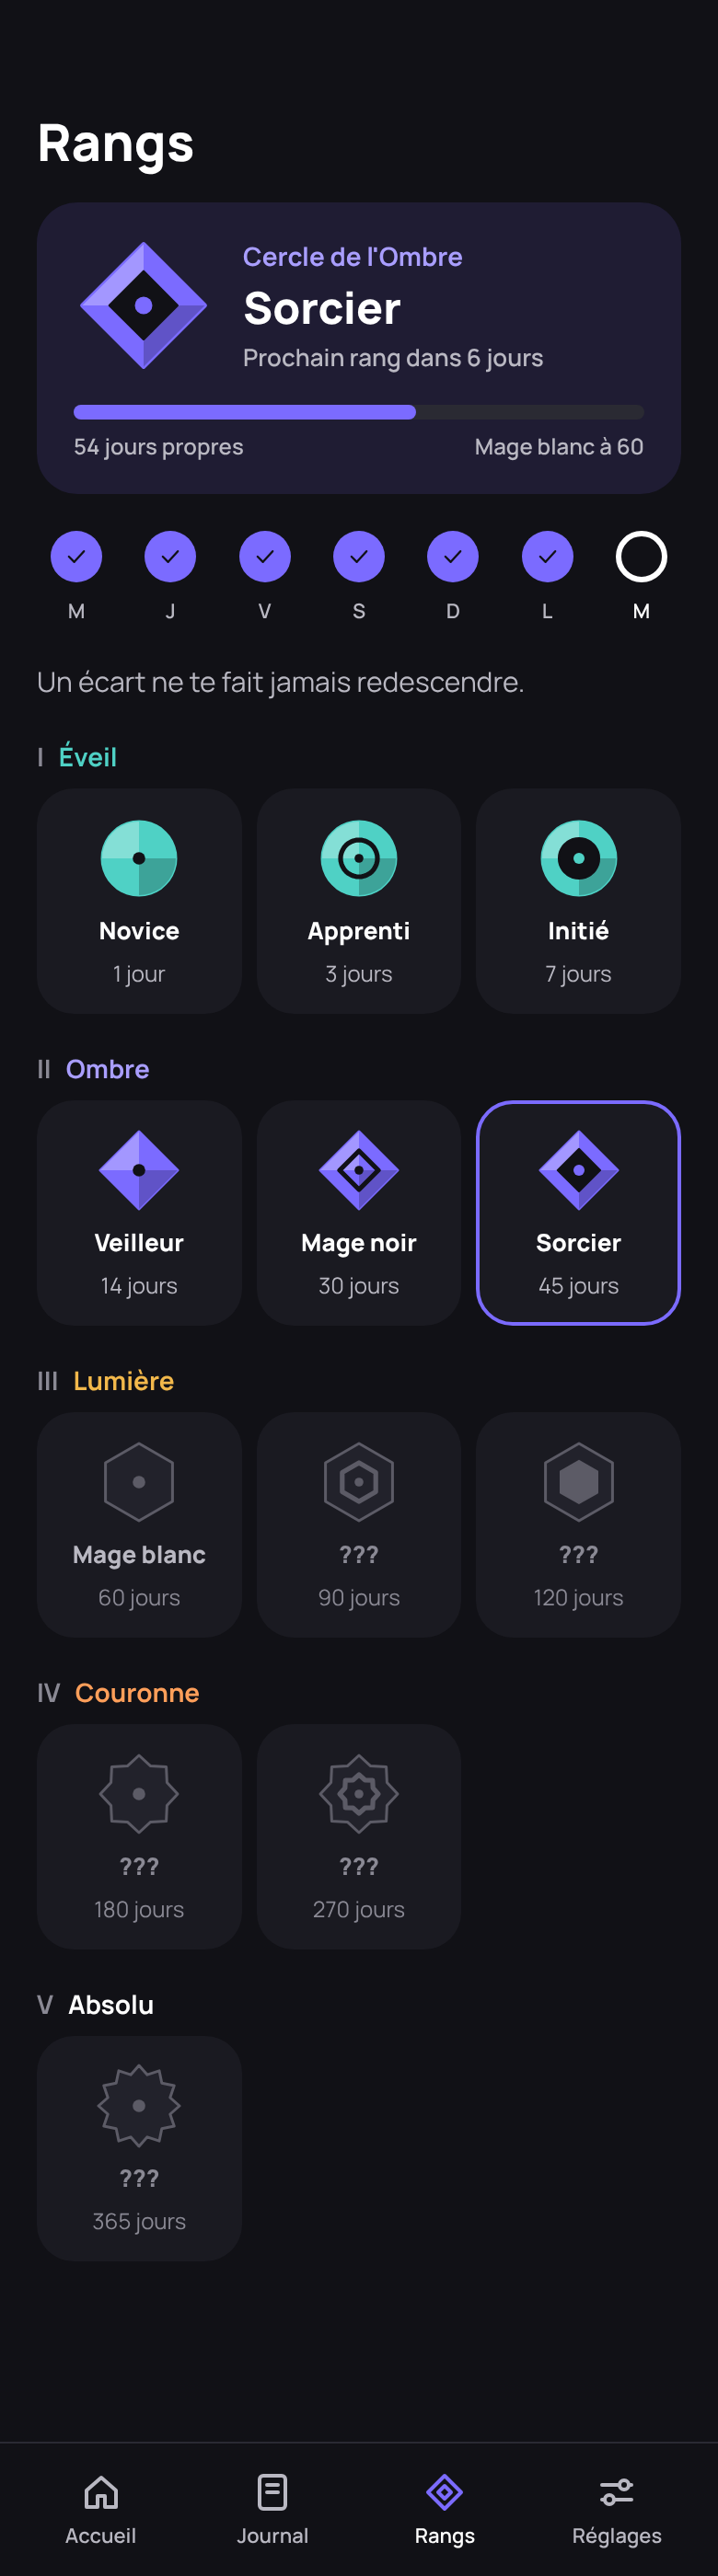 Rangs
Cercle de l'Ombre
Sorcier
Prochain rang dans 6 jours
54 jours propres
Mage blanc à 60
M J V S D L M
Un écart ne te fait jamais redescendre.
I Éveil
Novice Apprenti Initié
1 jour 3 jours 7 jours
II Ombre
Veilleur Mage noir Sorcier
14 jours 30 jours 45 jours
III Lumière
Mage blanc ??? ???
60 jours 90 jours 120 jours
IV Couronne
??? ???
180 jours 270 jours
V Absolu
???
365 jours
Accueil Journal Rangs Réglages